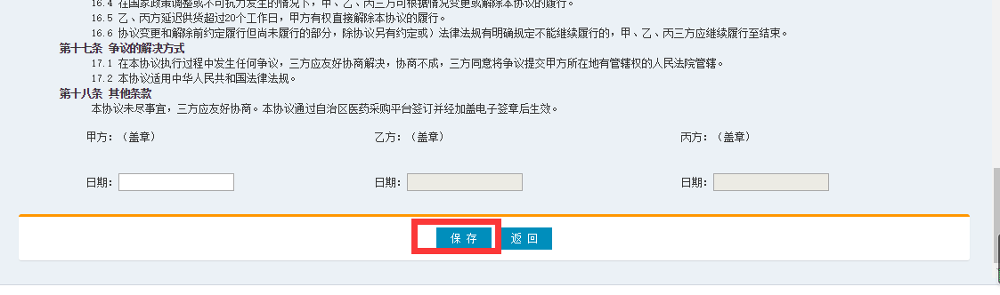 16.4 在国家政策调整或不可抗力发生的情况下，甲、乙、丙三方可根据情况变更或解除本协议的履行。
16.5 乙、丙方延迟供货超过20个工作日，甲方有权直接解除本协议的履行。
16.6 协议变更和解除前约定履行但尚未履行的部分，除协议另有约定或）法律法规有明确规定不能继续履行的，甲、乙、丙三方应继续履行至结束。
第十七条 争议的解决方式
17.1 在本协议执行过程中发生任何争议，三方应友好协商解决，协商不成，三方同意将争议提交甲方所在地有管辖权的人民法院管辖。
17.2 本协议适用中华人民共和国法律法规。
第十八条 其他条款
本协议未尽事宜，三方应友好协商。本协议通过自治区医药采购平台签订并经加盖电子签章后生效。
甲方：（盖章） 乙方：（盖章） 丙方：（盖章）
日期： 日期： 日期：
保 存 返 回